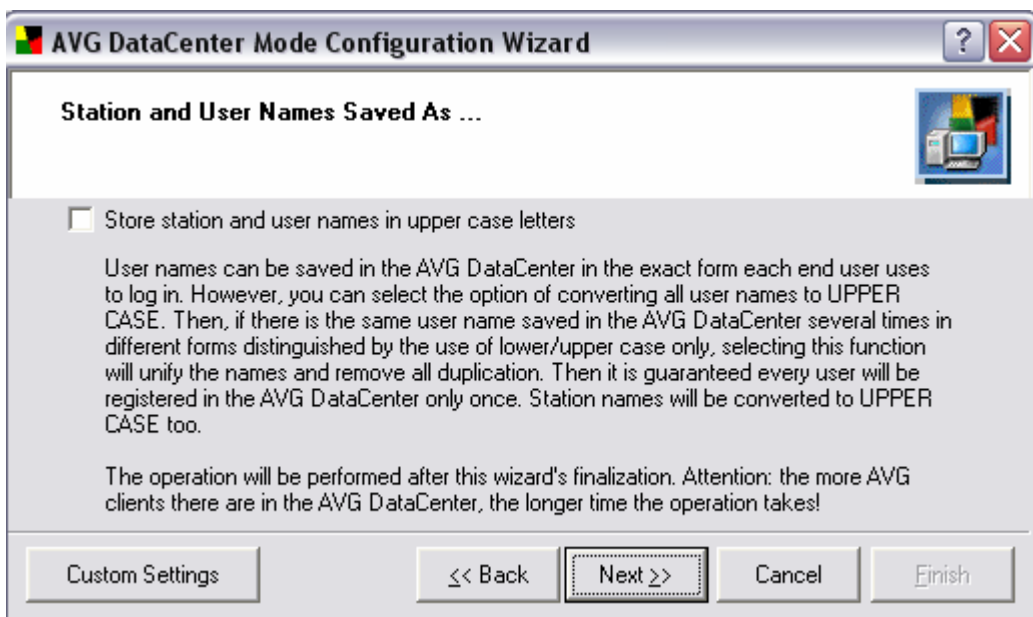 AVG DataCenter Mode Configuration Wizard
?
Station and User Names Saved As ...
Store station and user names in upper case letters
User names can be saved in the AVG DataCenter in the exact form each end user uses
to log in. However, you can select the option of converting all user names to UPPER
CASE. Then, if there is the same user name saved in the AVG DataCenter several times in
different forms distinguished by the use of lower/upper case only, selecting this function
will unify the names and remove all duplication. Then it is guaranteed every user will be
registered in the AVG DataCenter only once. Station names will be converted to UPPER
CASE too.
The operation will be performed after this wizard's finalization. Attention: the more AVG
clients there are in the AVG DataCenter, the longer time the operation takes!
Custom Settings
<< Back
Next >>
Cancel
Finish